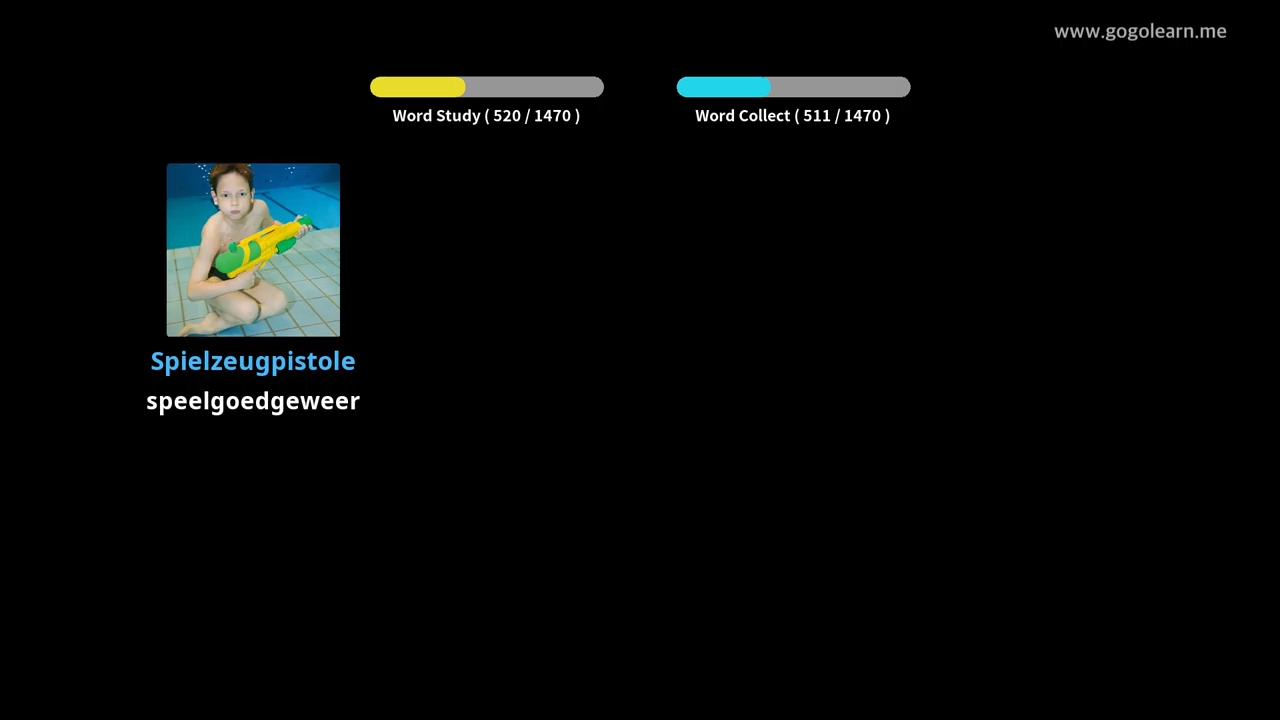 www.gogolearn.me
Word Study ( 520 / 1470 )
Word Collect ( 511 / 1470 )
Spielzeugpistole
speelgoedgeweer